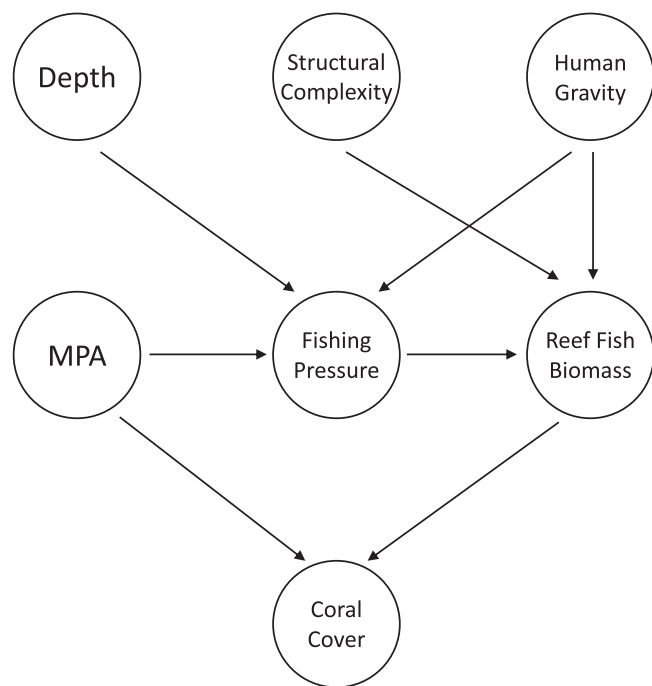 Depth
Structural
Complexity
Human
Gravity
MPA
Fishing
Pressure
Reef Fish
Biomass
Coral
Cover